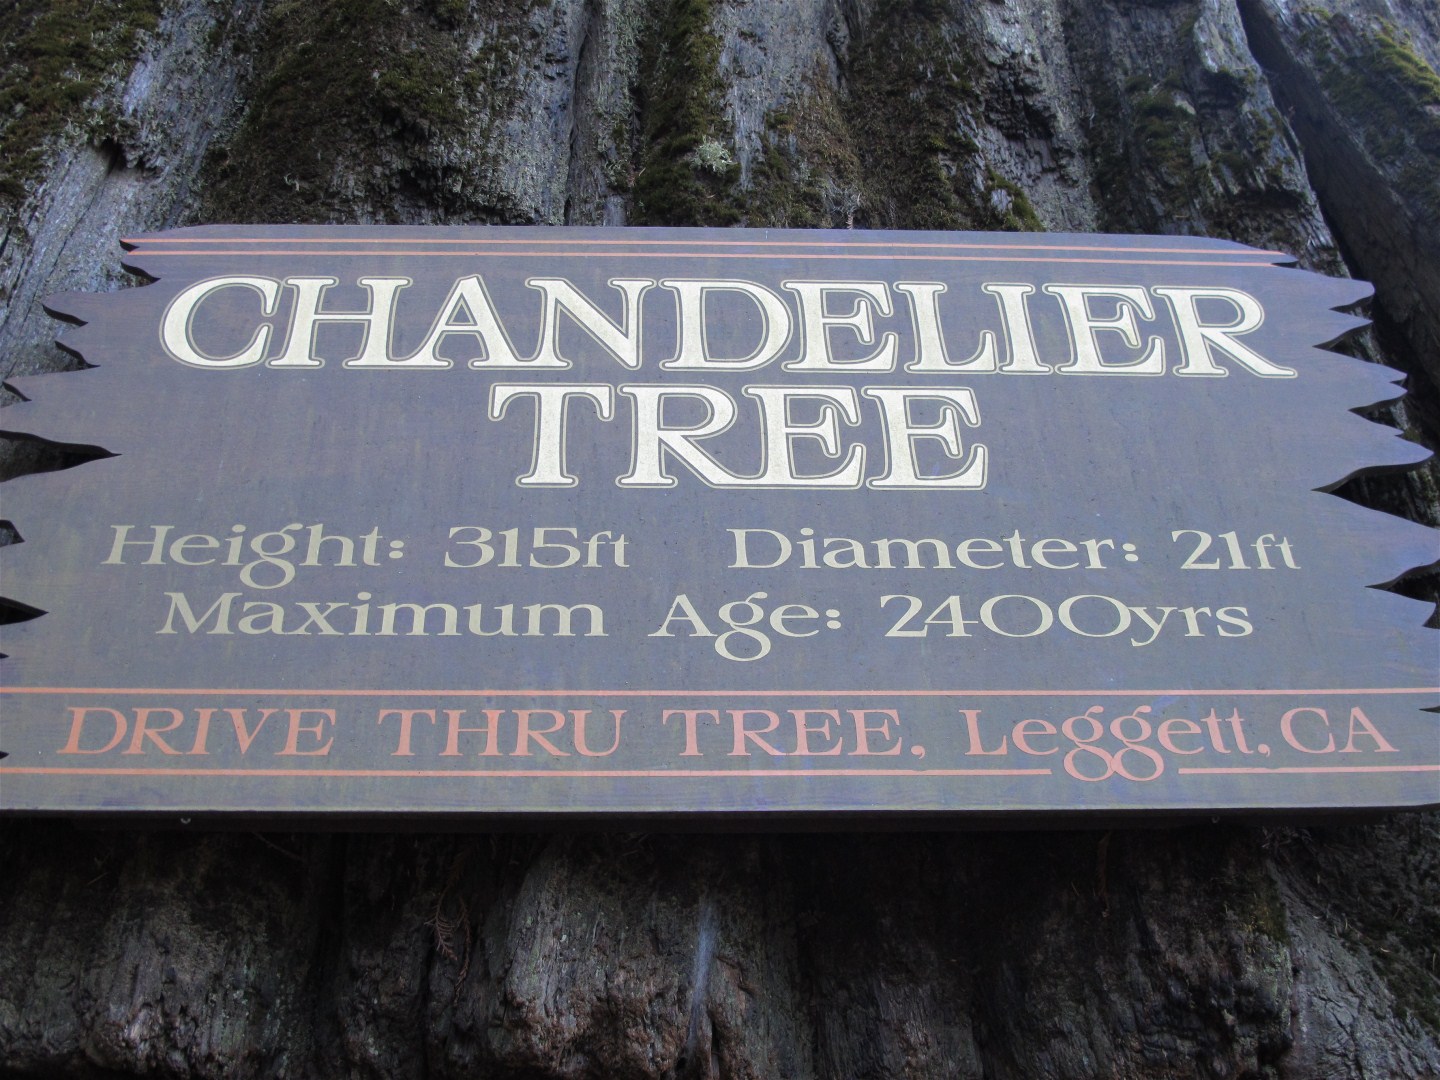 CHANDELIER
TREE
Height: 315ft Diameter: 21ft
Maximum Age: 2400yrs
DRIVE THRU TREE, Leggett, CA